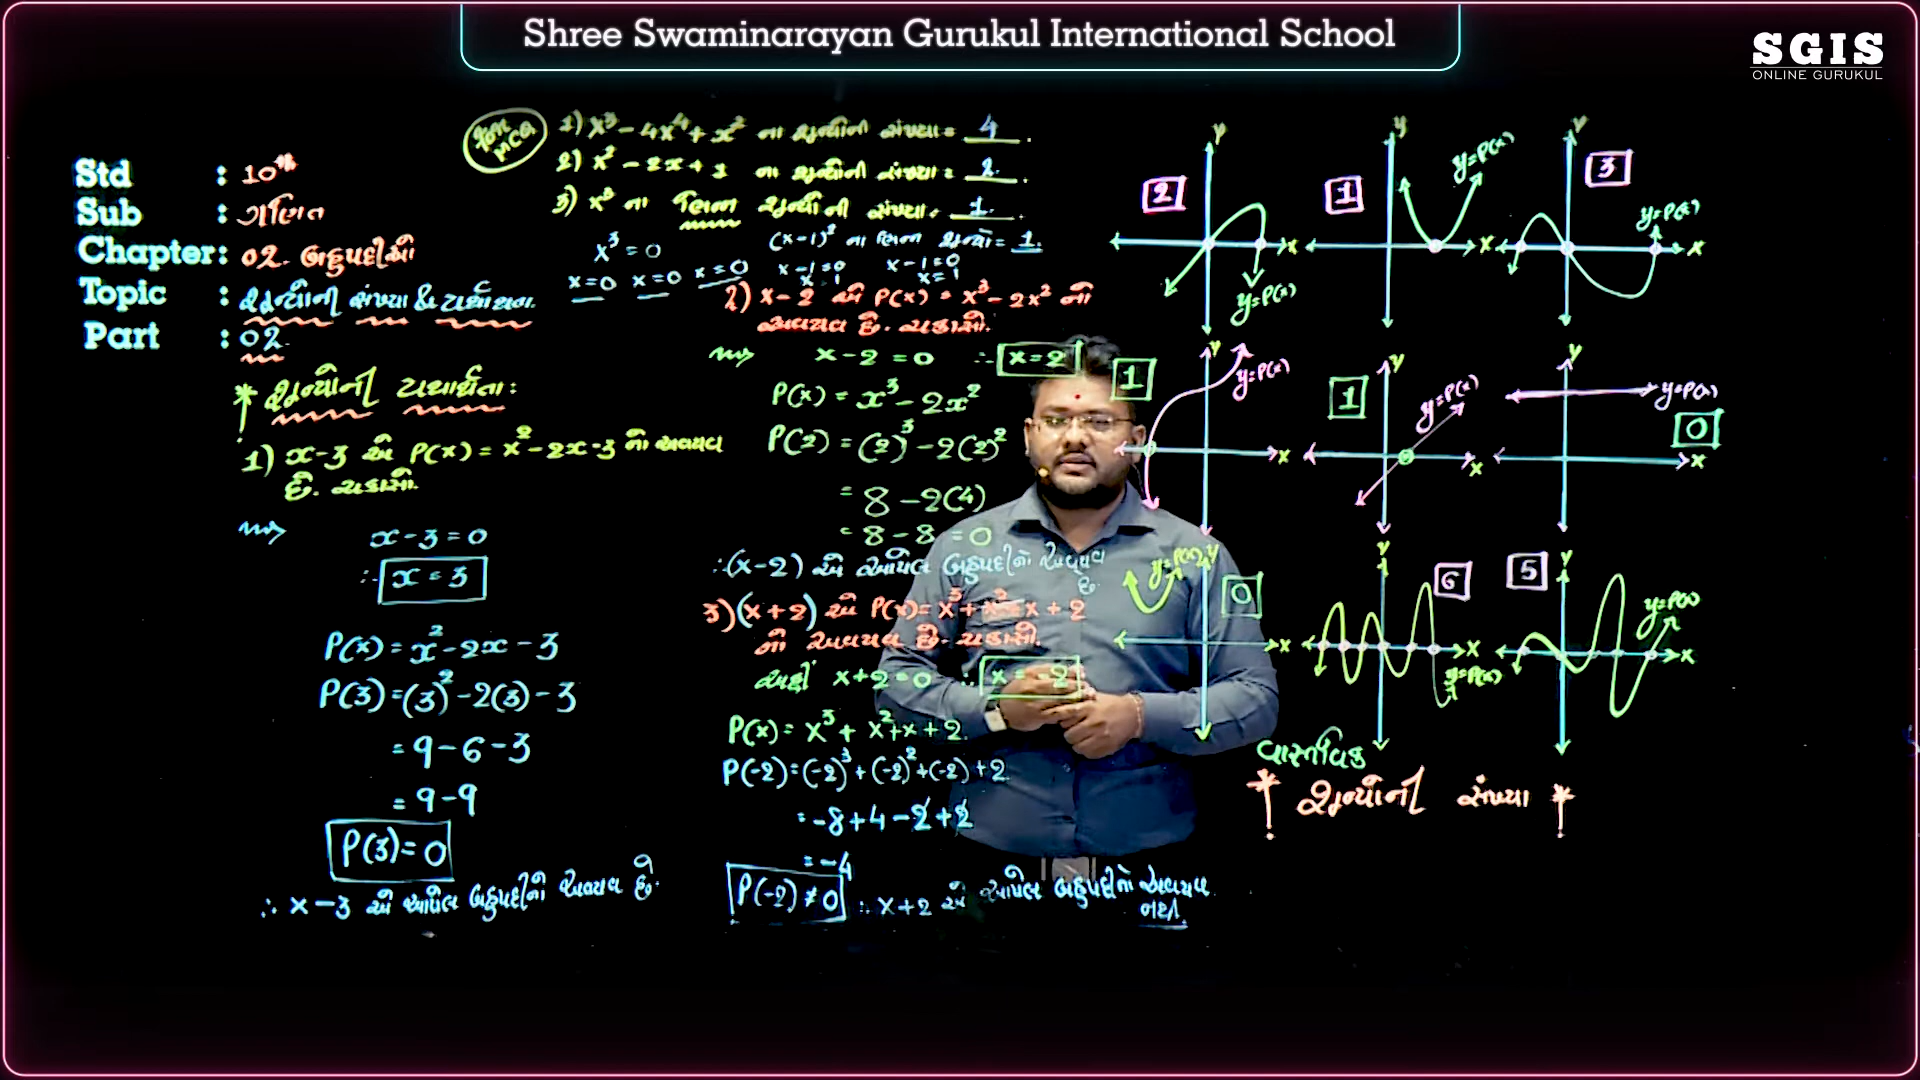 Shree Swaminarayan Gurukul International School
SGIS
ONLINE GURUKUL
Std : 10th
Sub : ગણિત
Chapter : 02. બહુપદીઓ
Topic : શૂન્યોની સંખ્યા & યથાર્થતા.
Part : 02.
* શૂન્યોની યથાર્થતા:
1) x-3 એ P(x) = x²-2x-3 નો અવયવ
છે. ચકાસો.
x-3 = 0
∴ x = 3
P(x) = x²-2x-3
P(3) = (3)²-2(3)-3
= 9-6-3
= 9-9
P(3) = 0
∴ x-3 એ આપેલ બહુપદીનો અવયવ છે.
MCQ
1) x³ - 4x⁴ + x² ના શૂન્યોની સંખ્યા = 4.
2) x² - 2x + 1 ના શૂન્યોની સંખ્યા = 2.
3) x³ ના ભિન્ન શૂન્યોની સંખ્યા = 1.
x³ = 0
x=0 x=0 x=0
(x-1)² ના ભિન્ન શૂન્યો = 1.
x-1=0 x-1=0
x=1 x=1
2) x-2 એ P(x) = x³-2x² નો
અવયવ છે. ચકાસો.
x-2 = 0 ∴ x=2
P(x) = x³-2x²
P(2) = (2)³-2(2)²
= 8-2(4)
= 8-8 = 0
∴ (x-2) એ આપેલ બહુપદીનો અવયવ
છે.
3) (x+2) એ P(x) = x³+x²+x+2
નો અવયવ છે. ચકાસો.
અહીં x+2=0 ∴ x = -2
P(x) = x³ + x²+x+2.
P(-2) = (-2)³+(-2)²+(-2)+2
= -8+4-2+2
= -4
P(-2) ≠ 0 ∴ x+2 એ આપેલ બહુપદીનો અવયવ
નથી.
2 y x y=P(x)
1 y x y=P(x)
3 y x y=P(x)
1 y x y=P(x)
1 y x y=P(x)
0 y x y=P(x)
0 y x y=P(x)
6 y x y=P(x)
5 y x y=P(x)
વાસ્તવિક
* શૂન્યોની સંખ્યા *